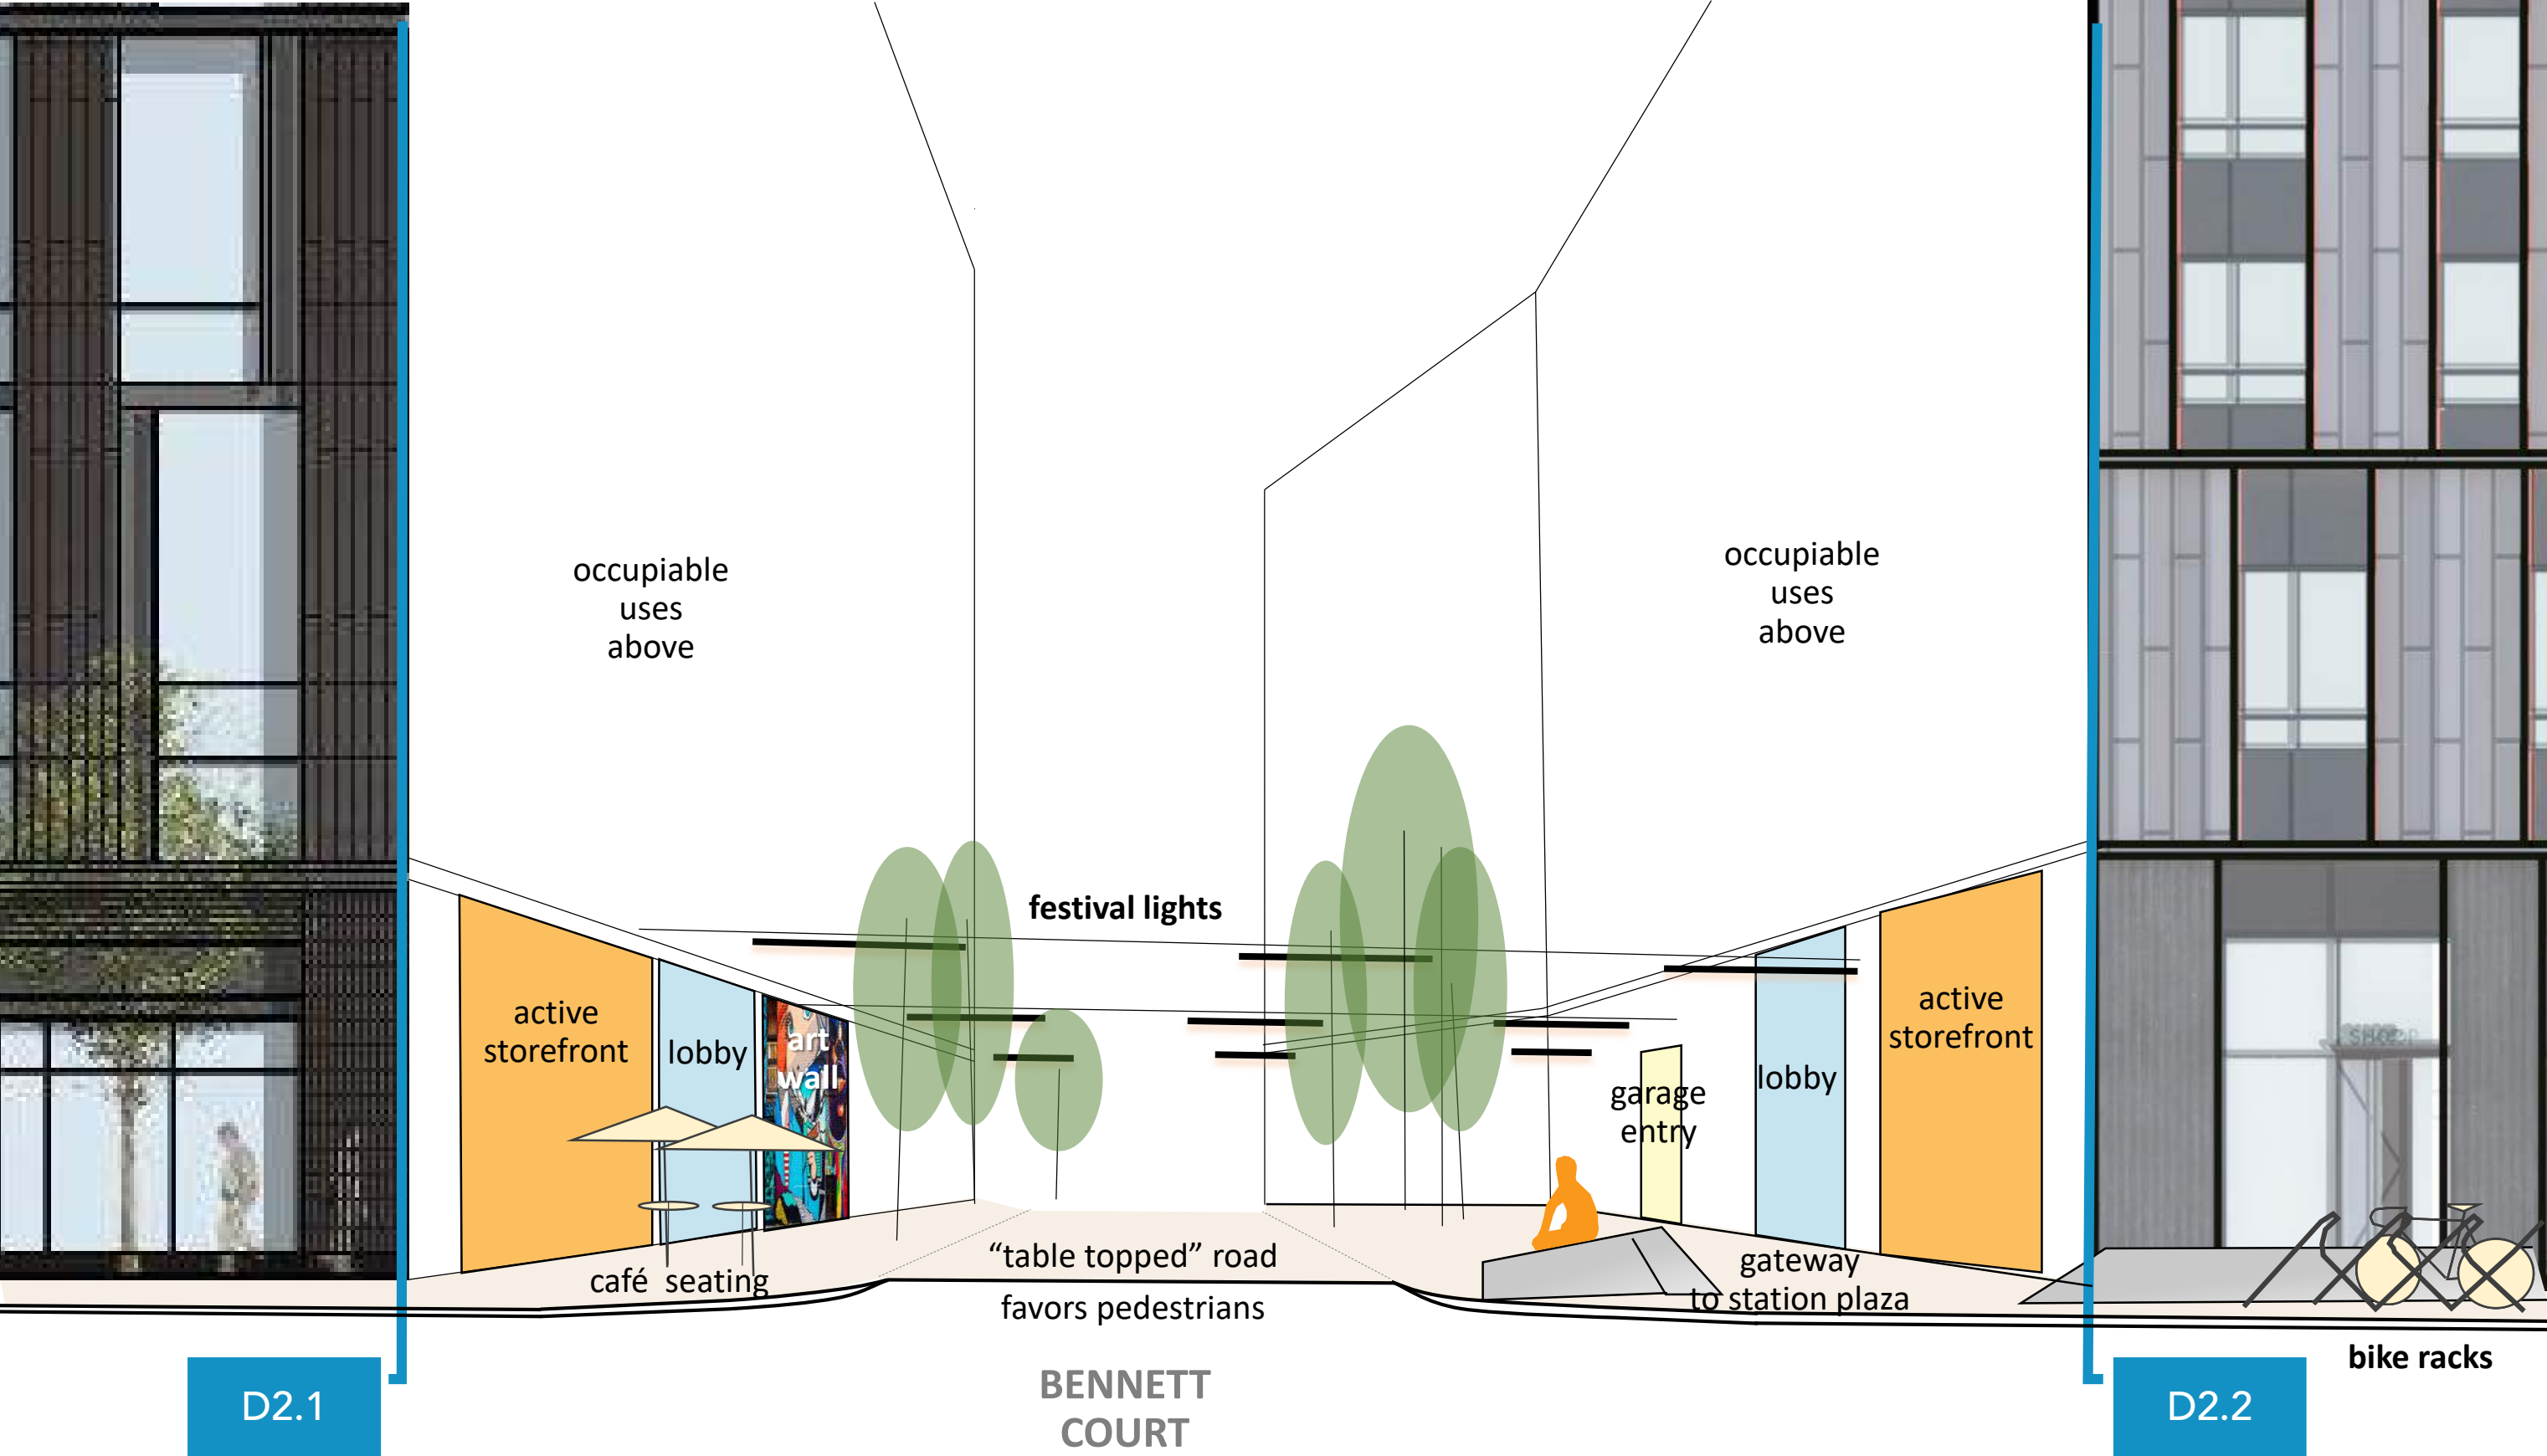 occupiable
uses
above
occupiable
uses
above
festival lights
active
storefront
lobby
art
wall
garage
entry
lobby
active
storefront
café seating
“table topped” road
favors pedestrians
gateway
to station plaza
bike racks
BENNETT
COURT
D2.1
D2.2